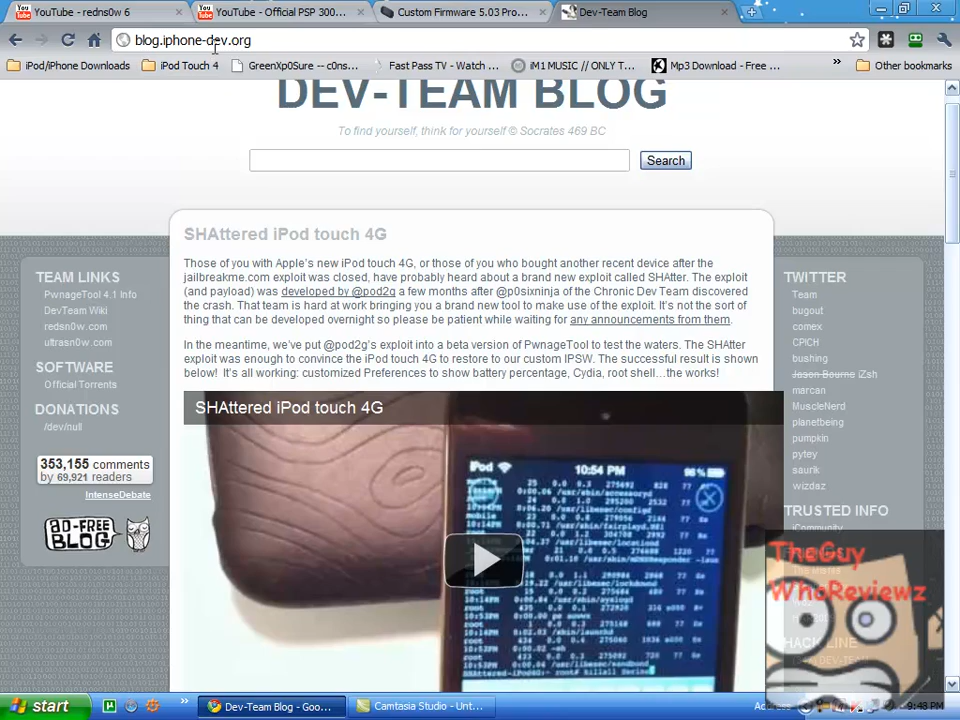 YouTube - redns0w 6
YouTube - Official PSP 300...
Custom Firmware 5.03 Pro...
Dev-Team Blog
blog.iphone-dev.org
iPod/iPhone Downloads
iPod Touch 4
GreenXp0Sure -- c0ns...
Fast Pass TV - Watch ...
iM1 MUSIC // ONLY T...
Mp3 Download - Free ...
Other bookmarks
DEV-TEAM BLOG
To find yourself, think for yourself © Socrates 469 BC
Search
TEAM LINKS
PwnageTool 4.1 Info
DevTeam Wiki
redsn0w.com
ultrasn0w.com
SOFTWARE
Official Torrents
DONATIONS
/dev/null
353,155 comments
by 69,921 readers
IntenseDebate
AD-FREE
BLOG
SHAttered iPod touch 4G
Those of you with Apple's new iPod touch 4G, or those of you who bought another recent device after the
jailbreakme.com exploit was closed, have probably heard about a brand new exploit called SHAtter. The exploit
(and payload) was developed by @pod2g a few months after @p0sixninja of the Chronic Dev Team discovered
the crash. That team is hard at work bringing you a brand new tool to make use of the exploit. It's not the sort of
thing that can be developed overnight so please be patient while waiting for any announcements from them.
In the meantime, we've put @pod2g's exploit into a beta version of PwnageTool to test the waters. The SHAtter
exploit was enough to convince the iPod touch 4G to restore to our custom IPSW. The successful result is shown
below! It's all working: customized Preferences to show battery percentage, Cydia, root shell...the works!
SHAttered iPod touch 4G
iPod
10:54 PM
96%
TWITTER
Team
bugout
comex
CPICH
bushing
Jason Bourns iZsh
marcan
MuscleNerd
planetbeing
pumpkin
pytey
saurik
wizdaz
TRUSTED INFO
iCommunity
HACK LINE
TheGuy
WhoReviewz
start
Dev-Team Blog - Goo...
Camtasia Studio - Unt...
Address
9:48 PM